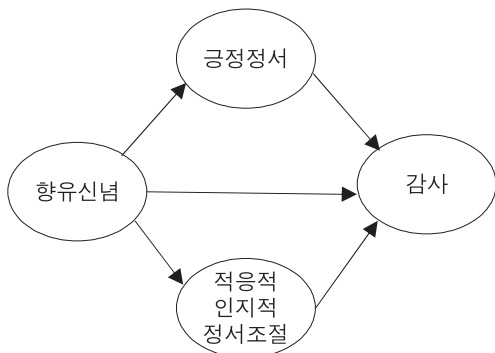 긍정정서
향유신념
감사
적응적
인지적
정서조절